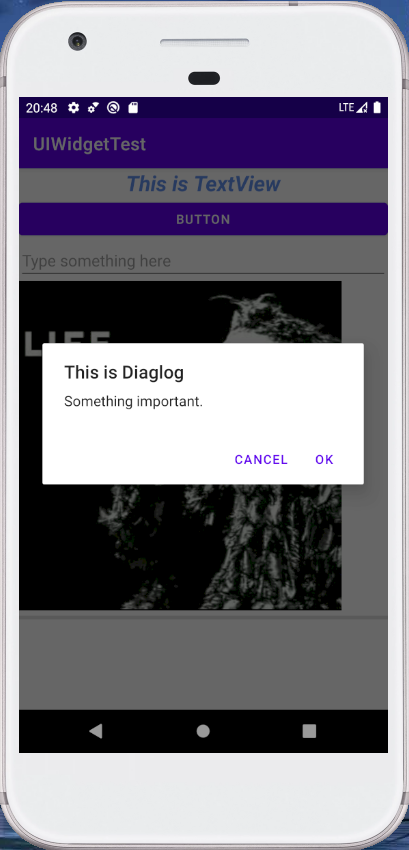 20:48 LTE
UIWidgetTest
This is TextView
BUTTON
Type something here
LIFE
This is Diaglog
Something important.
CANCEL OK